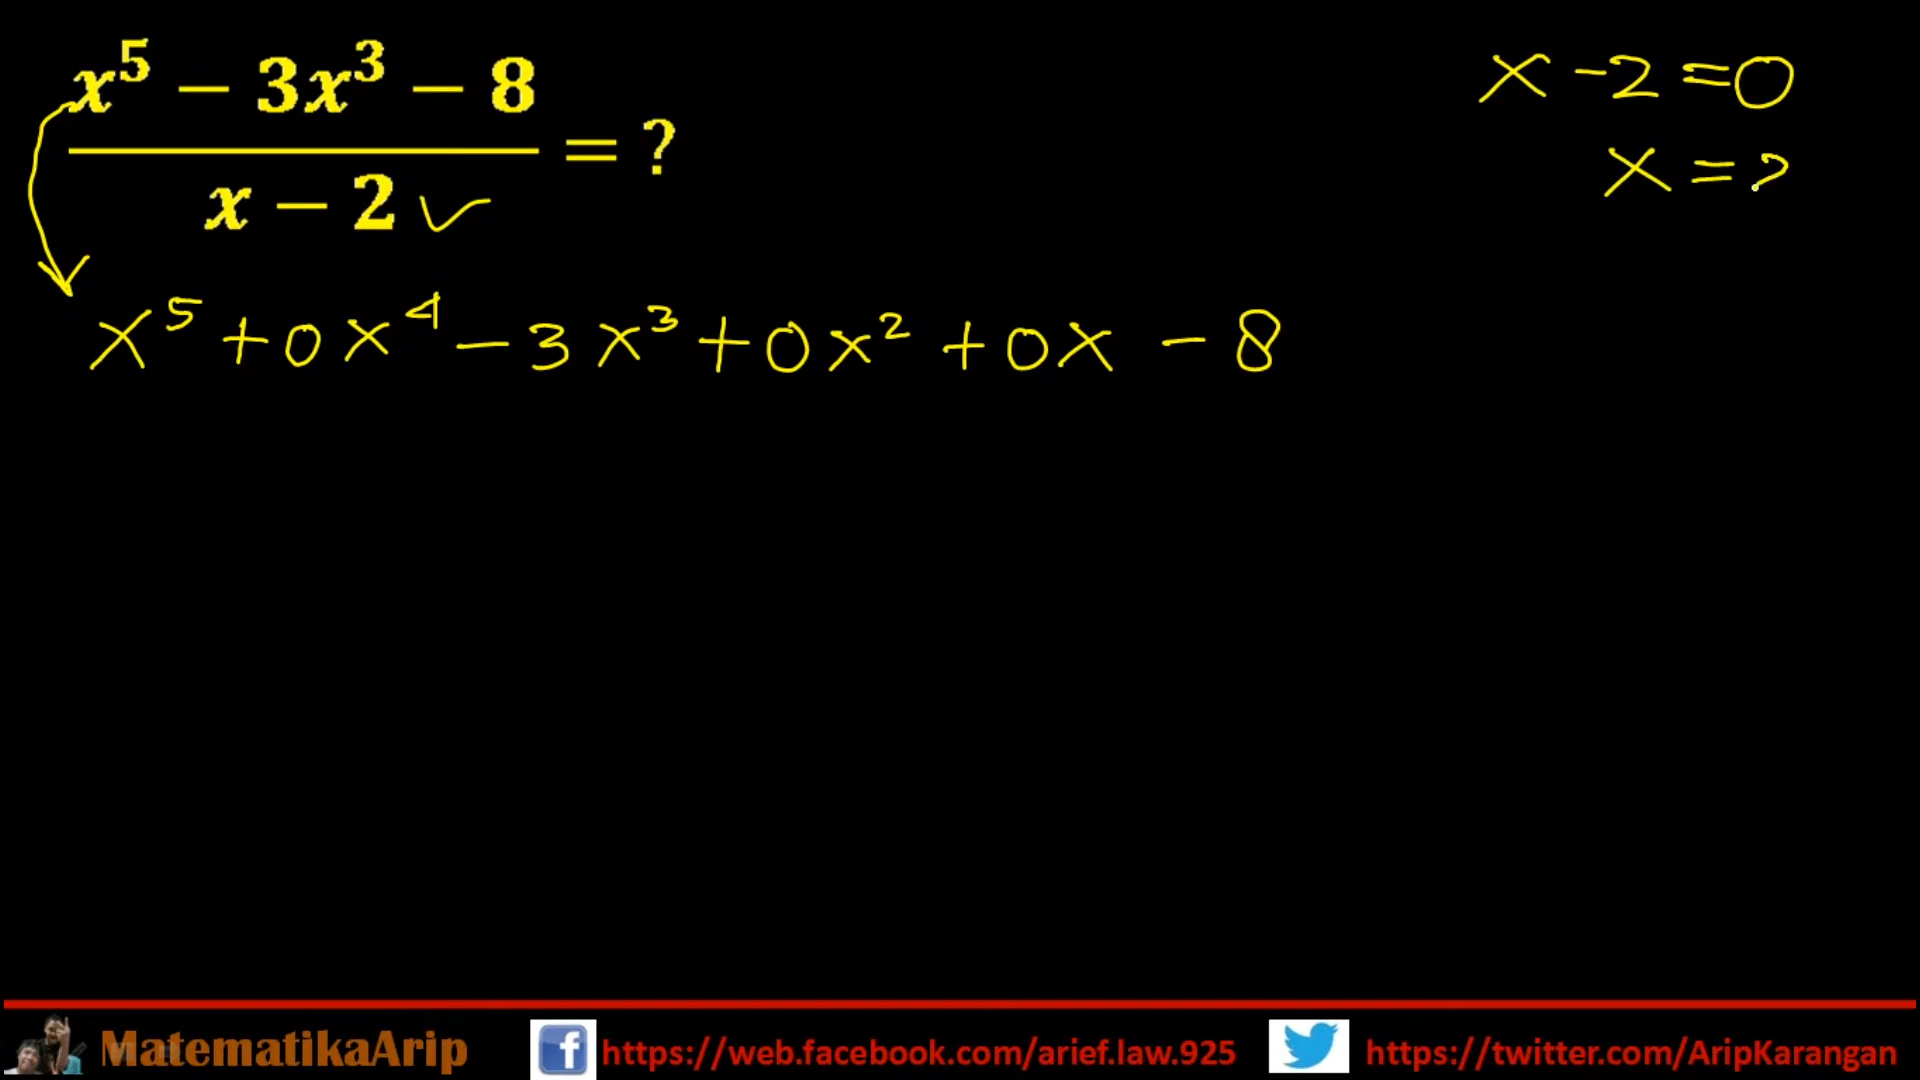 x⁵ − 3x³ − 8
x − 2
= ?
x − 2 = 0
x = 2
x⁵ + 0x⁴ − 3x³ + 0x² + 0x − 8
MatematikaArip
https://web.facebook.com/arief.law.925
https://twitter.com/AripKarangan